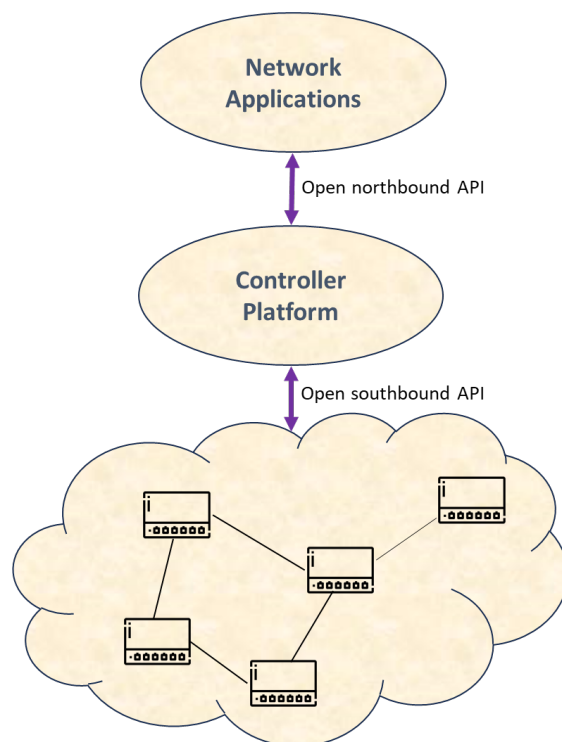 Network
Applications
Open northbound API
Controller
Platform
Open southbound API